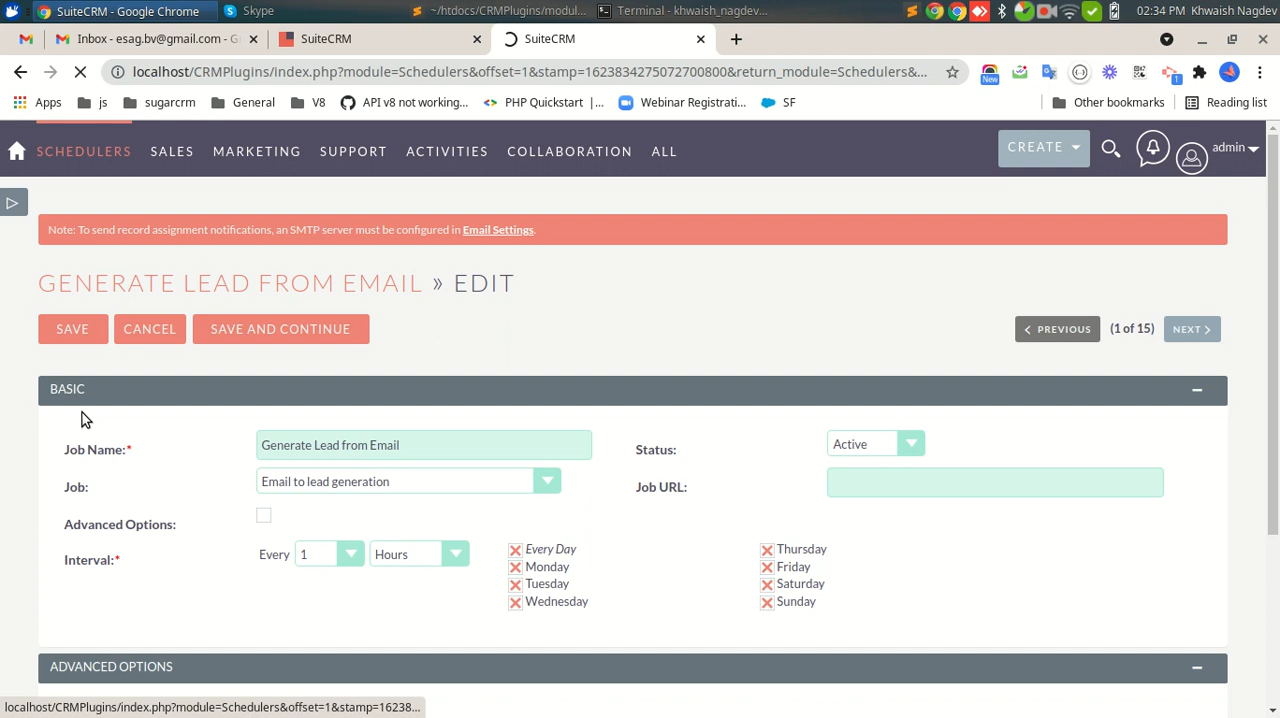 SuiteCRM - Google Chrome
Skype
~/htdocs/CRMPlugins/modul...
Terminal - khwaish_nagdev...
02:34 PM Khwaish Nagdev
Inbox - esag.bv@gmail.com - G
SuiteCRM
SuiteCRM
localhost/CRMPlugins/index.php?module=Schedulers&offset=1&stamp=1623834275072700800&return_module=Schedulers&...
New
1
Apps
js
sugarcrm
General
V8
API v8 not working...
PHP Quickstart |...
Webinar Registrati...
SF
Other bookmarks
Reading list
SCHEDULERS
SALES
MARKETING
SUPPORT
ACTIVITIES
COLLABORATION
ALL
CREATE
admin
Note: To send record assignment notifications, an SMTP server must be configured in Email Settings.
GENERATE LEAD FROM EMAIL » EDIT
SAVE
CANCEL
SAVE AND CONTINUE
PREVIOUS
(1 of 15)
NEXT
BASIC
Job Name:*
Generate Lead from Email
Status:
Active
Job:
Email to lead generation
Job URL:
Advanced Options:
Interval:*
Every
1
Hours
Every Day
Monday
Tuesday
Wednesday
Thursday
Friday
Saturday
Sunday
ADVANCED OPTIONS
localhost/CRMPlugins/index.php?module=Schedulers&offset=1&stamp=16238...